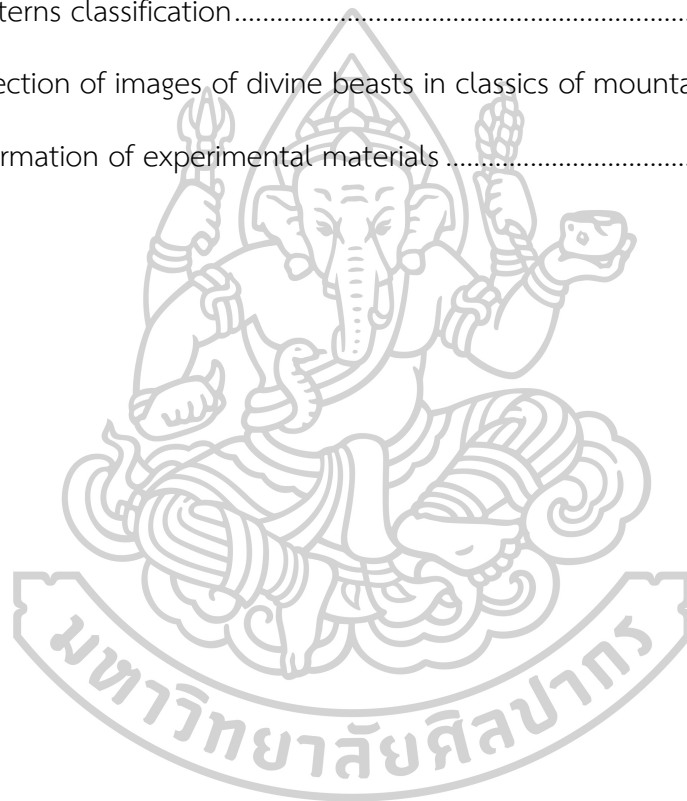 terns classification........................................
ection of images of divine beasts in classics of mounta
rmation of experimental materials ........................................
มหาวิทยาลัยศิลปากร